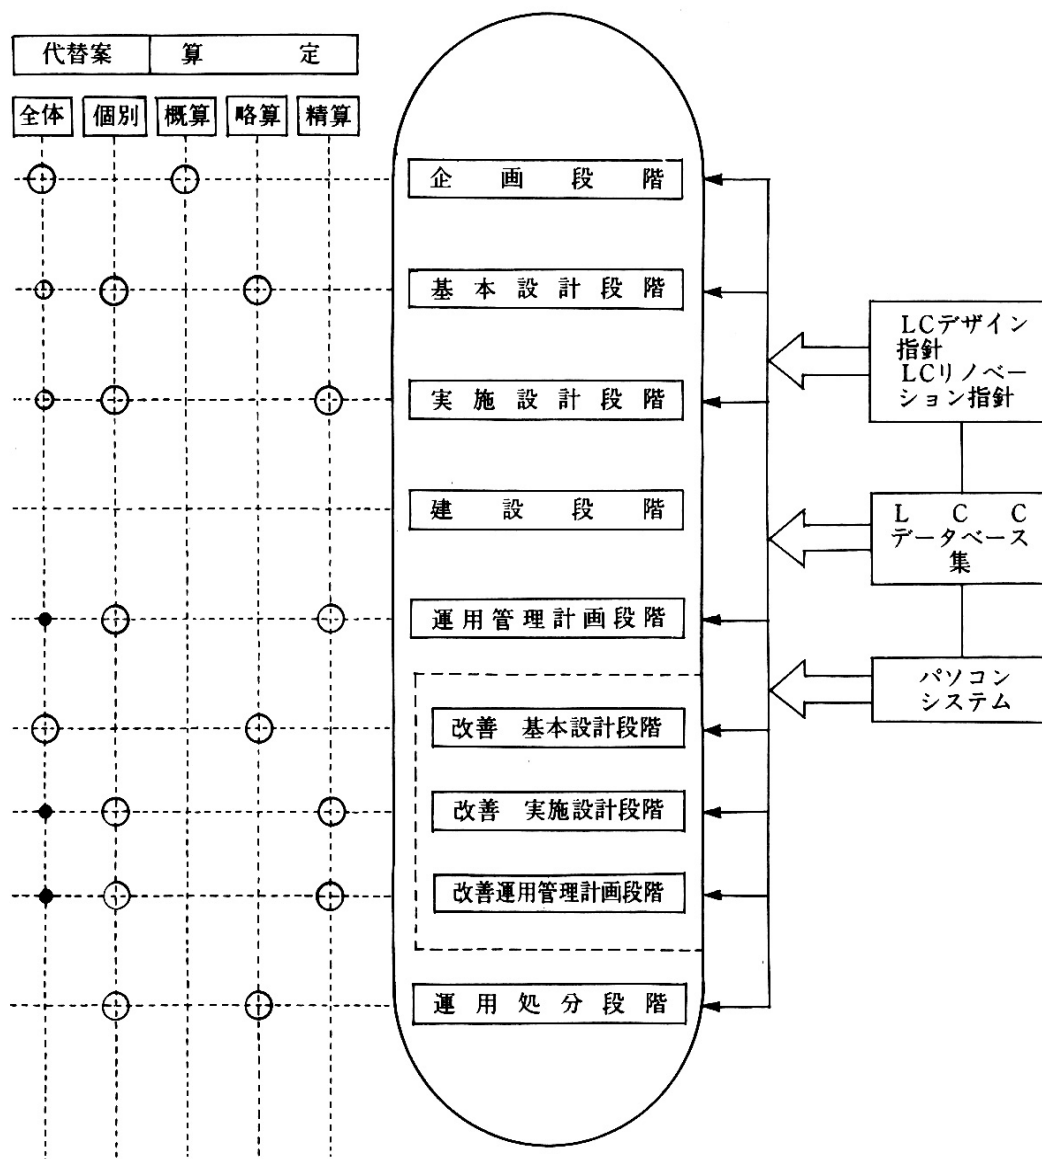 代替案 算定
全体 個別 概算 略算 精算
企画段階
基本設計段階
実施設計段階
建設段階
運用管理計画段階
改善 基本設計段階
改善 実施設計段階
改善運用管理計画段階
運用処分段階
LCデザイン
指針
LCリノベー
ション指針
LCC
データベース
集
パソコン
システム